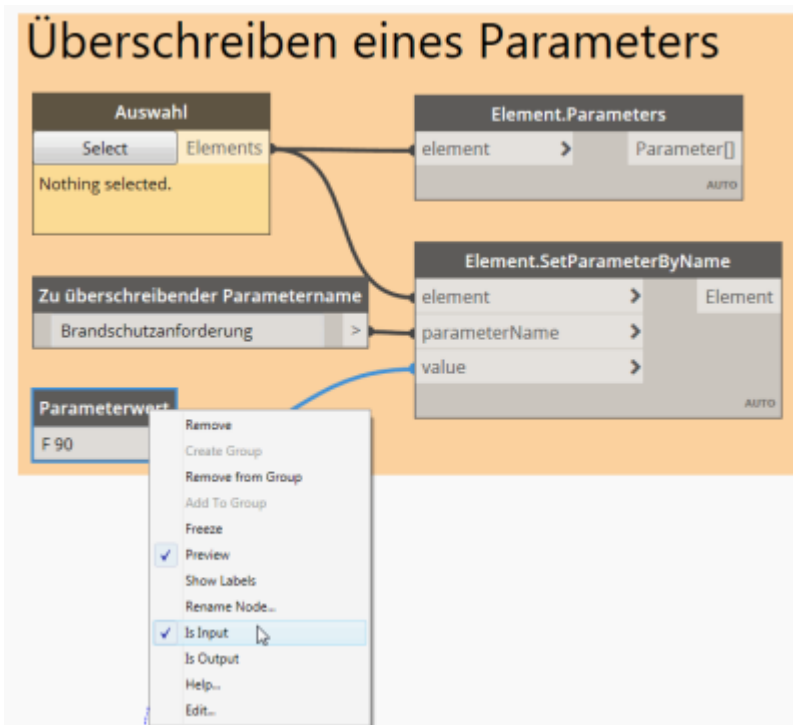 Überschreiben eines Parameters
Auswahl
Select Elements
Nothing selected.
Element.Parameters
element > Parameter[]
AUTO
Zu überschreibender Parametername
Brandschutzanforderung >
Element.SetParameterByName
element > Element
parameterName >
value >
AUTO
Parameterwert
F 90
Remove
Create Group
Remove from Group
Add To Group
Freeze
Preview
Show Labels
Rename Node...
Is Input
Is Output
Help...
Edit...